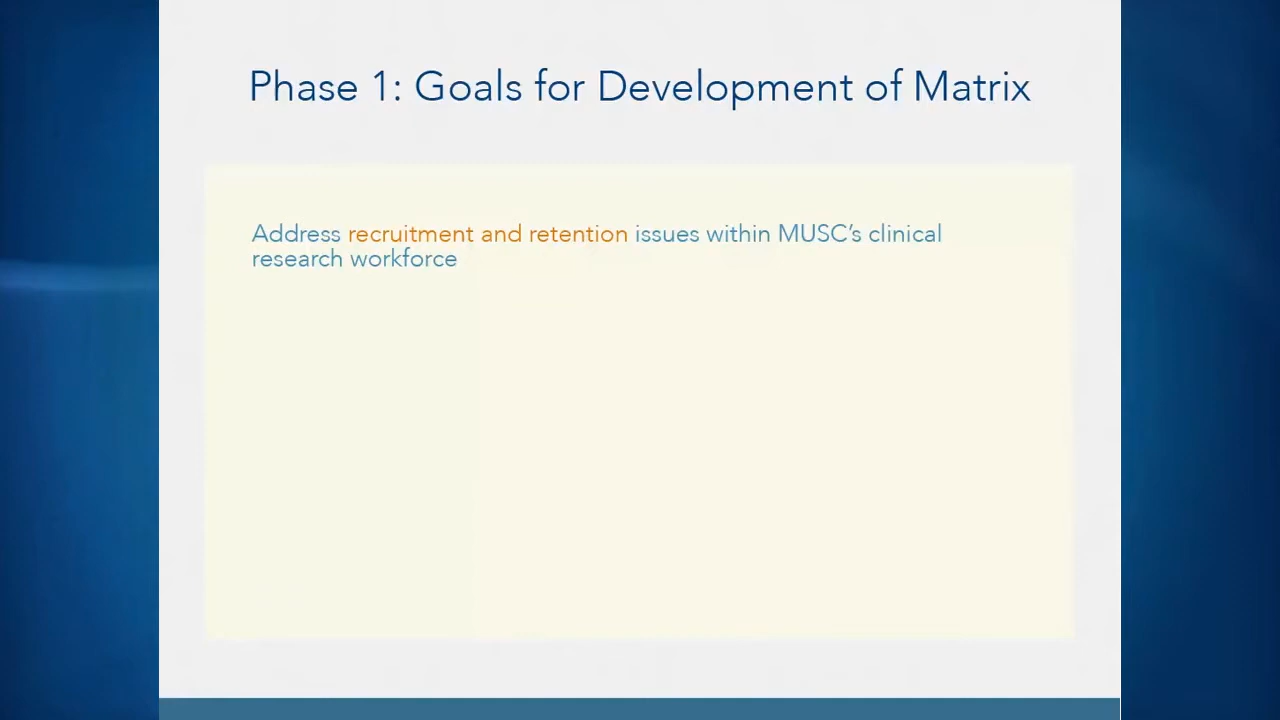 Phase 1: Goals for Development of Matrix
Address recruitment and retention issues within MUSC’s clinical
research workforce